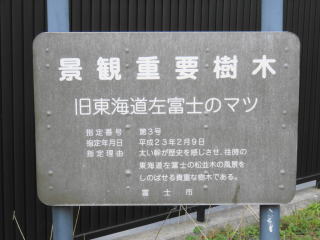 景観重要樹木
旧東海道左富士のマツ
指定番号 第3号
指定年月日 平成23年2月9日
指定理由 太い幹が歴史を感じさせ、往時の
東海道左富士の松並木の風景を
しのばせる貴重な樹木である。
富士市